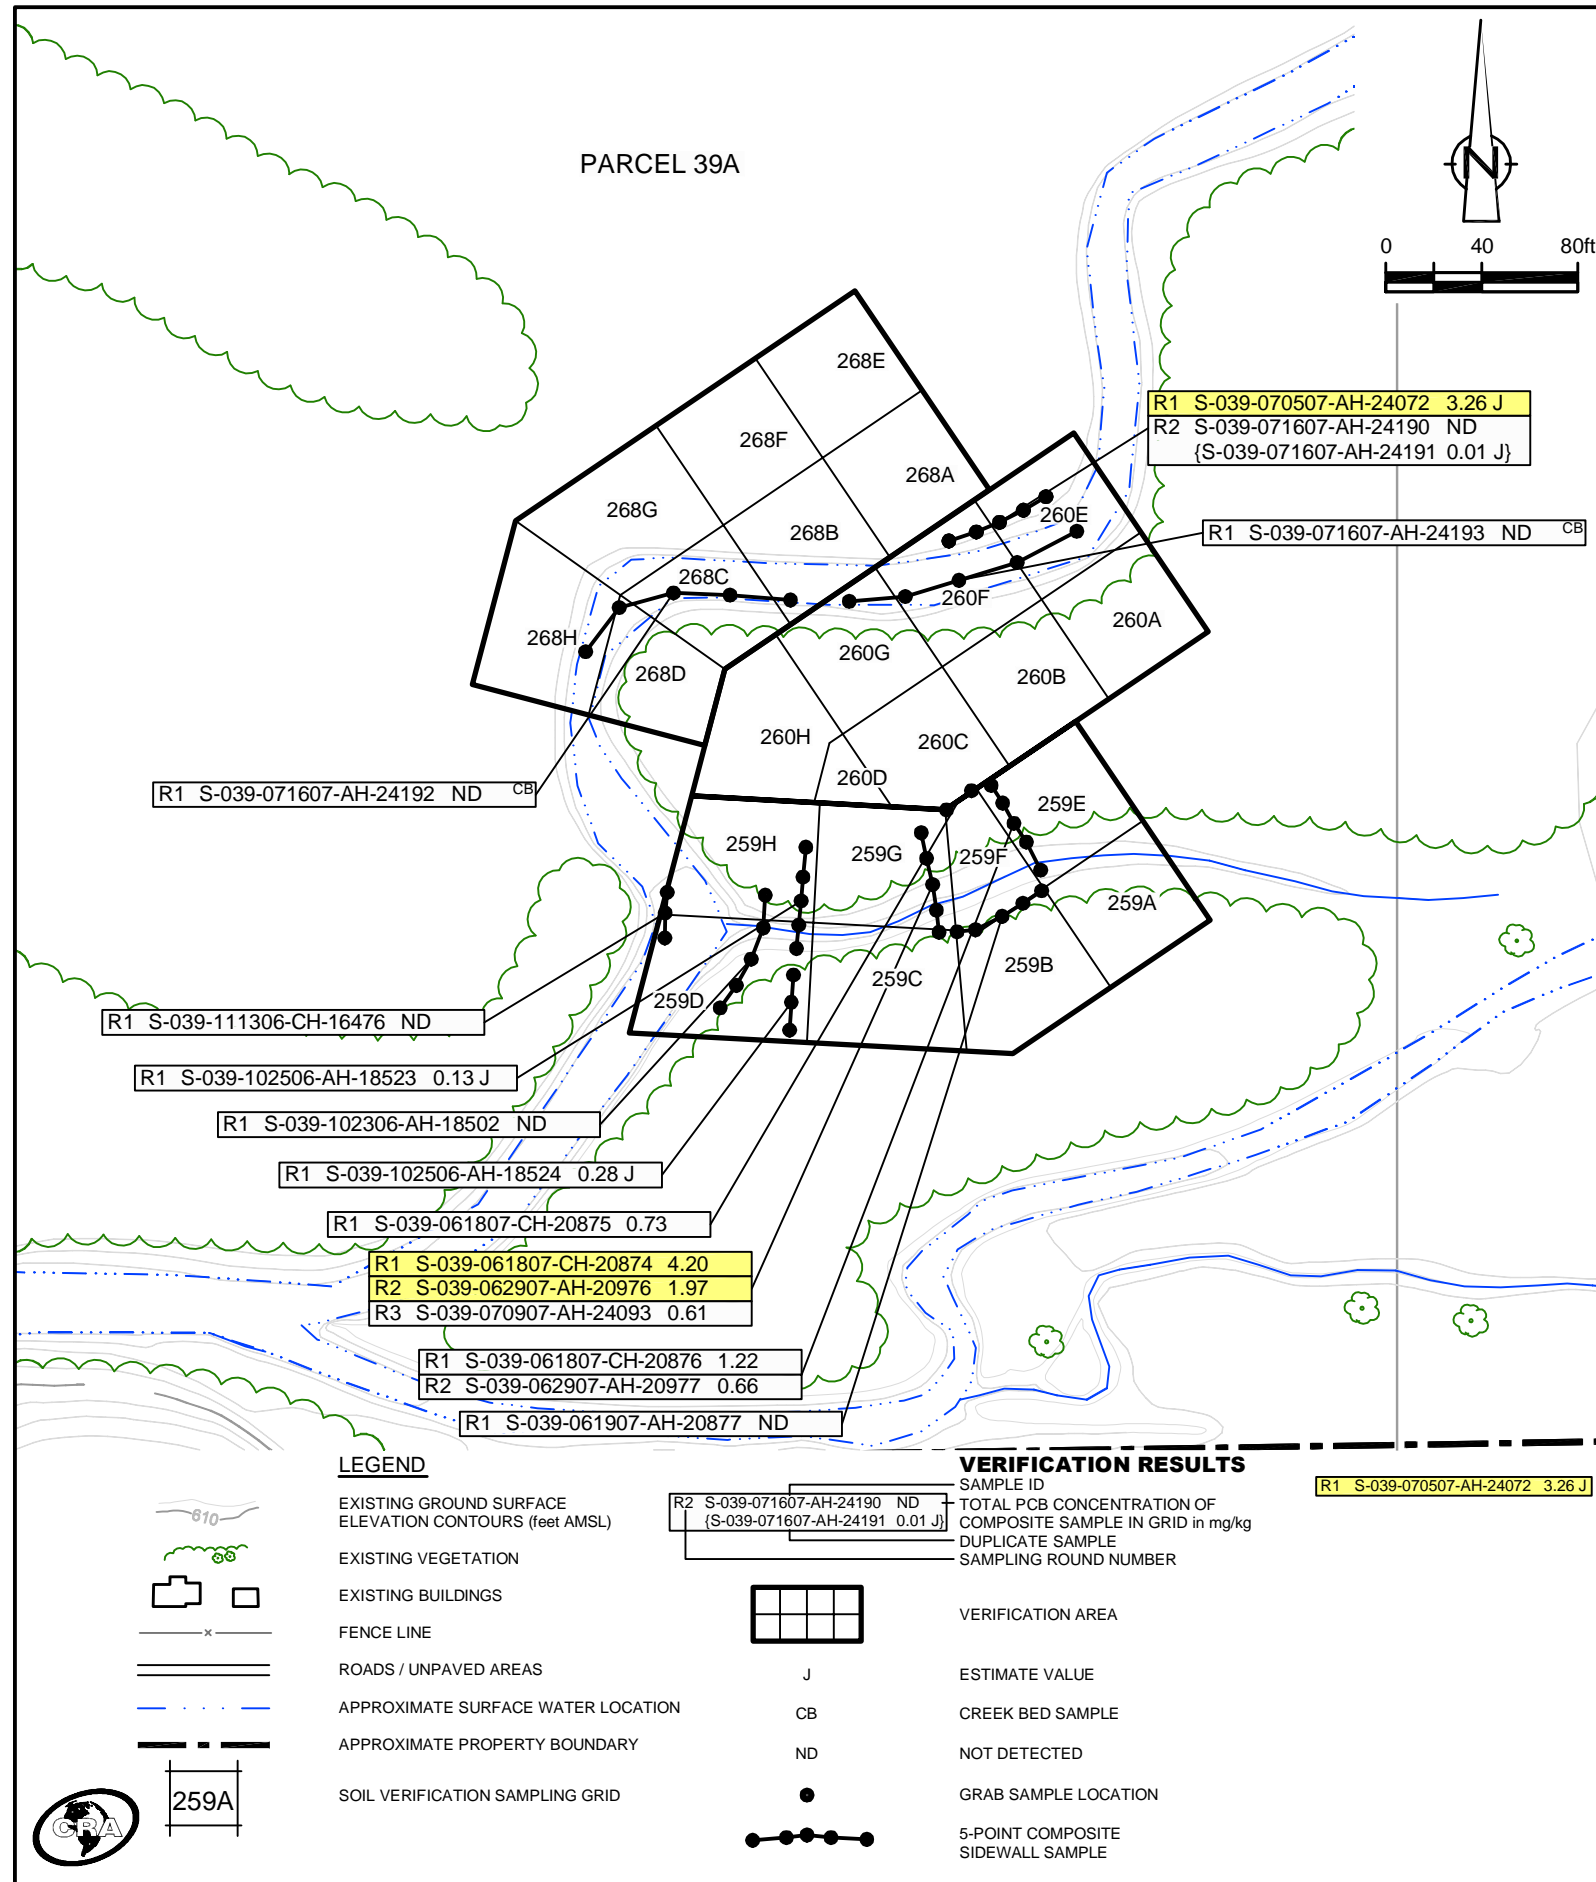 PARCEL 39A
N
0 40 80ft
268E
268F
268A
268G
268B
260E
268C
260F
268H
260A
260G
268D
260B
260H
260C
260D
259E
259H
259G
259F
259A
259B
259C
259D
R1 S-039-070507-AH-24072 3.26 J
R2 S-039-071607-AH-24190 ND
{S-039-071607-AH-24191 0.01 J}
R1 S-039-071607-AH-24193 ND CB
R1 S-039-071607-AH-24192 ND CB
R1 S-039-111306-CH-16476 ND
R1 S-039-102506-AH-18523 0.13 J
R1 S-039-102306-AH-18502 ND
R1 S-039-102506-AH-18524 0.28 J
R1 S-039-061807-CH-20875 0.73
R1 S-039-061807-CH-20874 4.20
R2 S-039-062907-AH-20976 1.97
R3 S-039-070907-AH-24093 0.61
R1 S-039-061807-CH-20876 1.22
R2 S-039-062907-AH-20977 0.66
R1 S-039-061907-AH-20877 ND
LEGEND
610
EXISTING GROUND SURFACE
ELEVATION CONTOURS (feet AMSL)
EXISTING VEGETATION
EXISTING BUILDINGS
x
FENCE LINE
ROADS / UNPAVED AREAS
APPROXIMATE SURFACE WATER LOCATION
APPROXIMATE PROPERTY BOUNDARY
259A
SOIL VERIFICATION SAMPLING GRID
CRA
VERIFICATION RESULTS
SAMPLE ID
R2 S-039-071607-AH-24190 ND
{S-039-071607-AH-24191 0.01 J}
TOTAL PCB CONCENTRATION OF
COMPOSITE SAMPLE IN GRID in mg/kg
DUPLICATE SAMPLE
SAMPLING ROUND NUMBER
R1 S-039-070507-AH-24072 3.26 J
VERIFICATION AREA
J ESTIMATE VALUE
CB CREEK BED SAMPLE
ND NOT DETECTED
GRAB SAMPLE LOCATION
5-POINT COMPOSITE
SIDEWALL SAMPLE